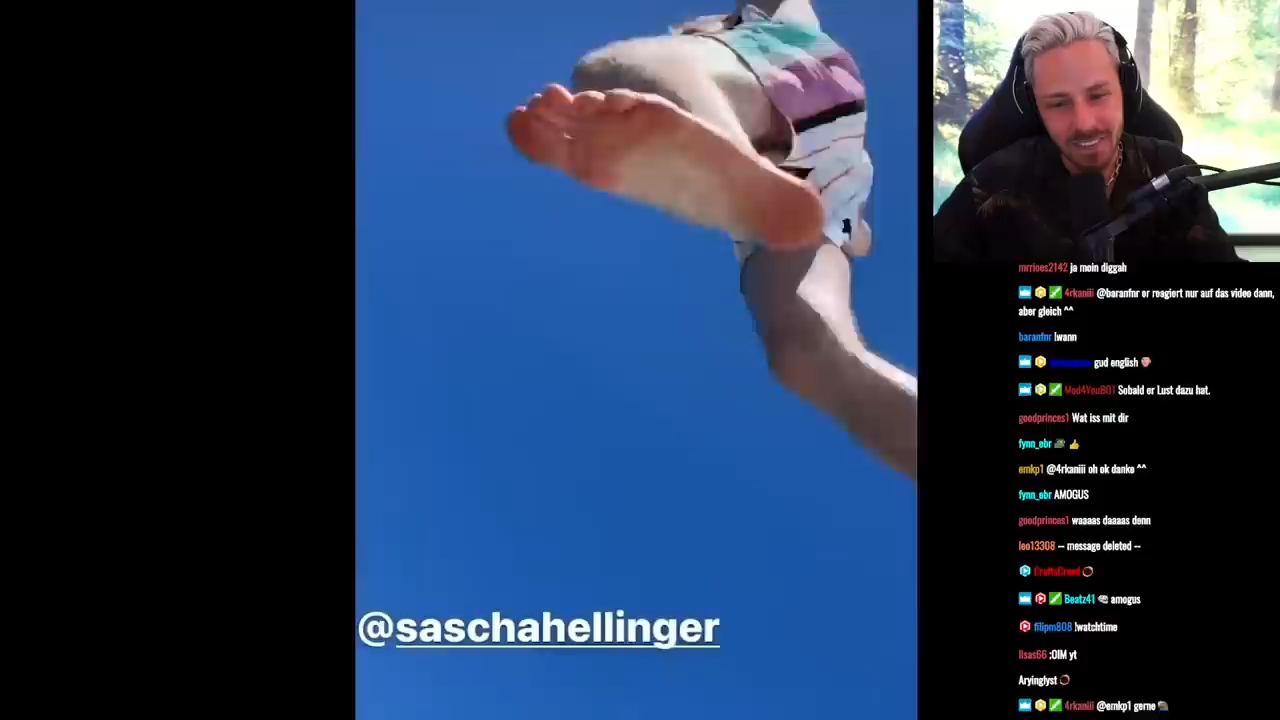 @saschahellinger
mrrioes2142 ja moin diggah
4rkaniii @baranfnr er reagiert nur auf das video dann,
aber gleich ^^
baranfnr !wann
gud english
Mod4YouBOT Sobald er Lust dazu hat.
goodprinces1 Wat iss mit dir
fynn_ebr
emkp1 @4rkaniii oh ok danke ^^
fynn_ebr AMOGUS
goodprinces1 waaaas daaaas denn
leo13308 -- message deleted --
CraftsCreed
Beatz41 amogus
filipm808 !watchtime
llsas66 ;OIM yt
Aryinglyst
4rkaniii @emkp1 gerne